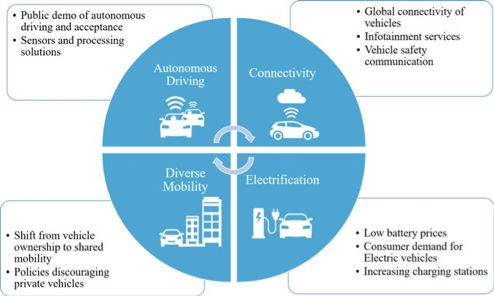 • Public demo of autonomous
driving and acceptance
• Sensors and processing
solutions
• Global connectivity of
vehicles
• Infotainment services
• Vehicle safety
communication
Autonomous
Driving
Connectivity
Diverse
Mobility
Electrification
• Shift from vehicle
ownership to shared
mobility
• Policies discouraging
private vehicles
• Low battery prices
• Consumer demand for
Electric vehicles
• Increasing charging stations